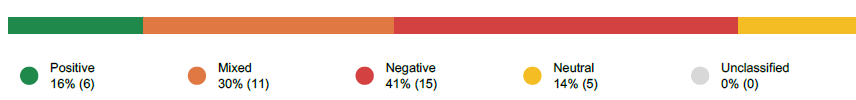 Positive
16% (6)
Mixed
30% (11)
Negative
41% (15)
Neutral
14% (5)
Unclassified
0% (0)